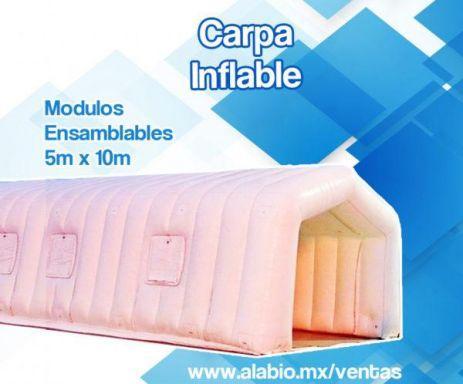 Carpa
Inflable
Modulos
Ensamblables
5m x 10m
www.alabio.mx/ventas